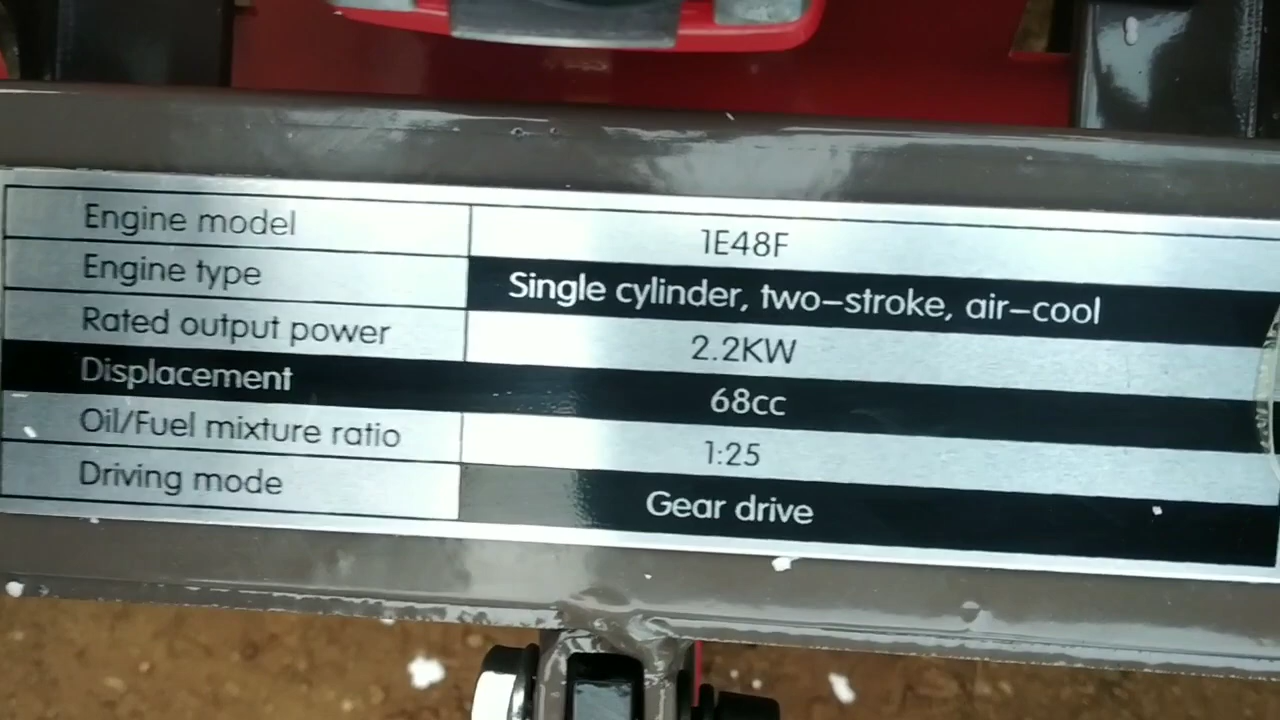 Engine model 1E48F
Engine type Single cylinder, two-stroke, air-cool
Rated output power 2.2KW
Displacement 68cc
Oil/Fuel mixture ratio 1:25
Driving mode Gear drive